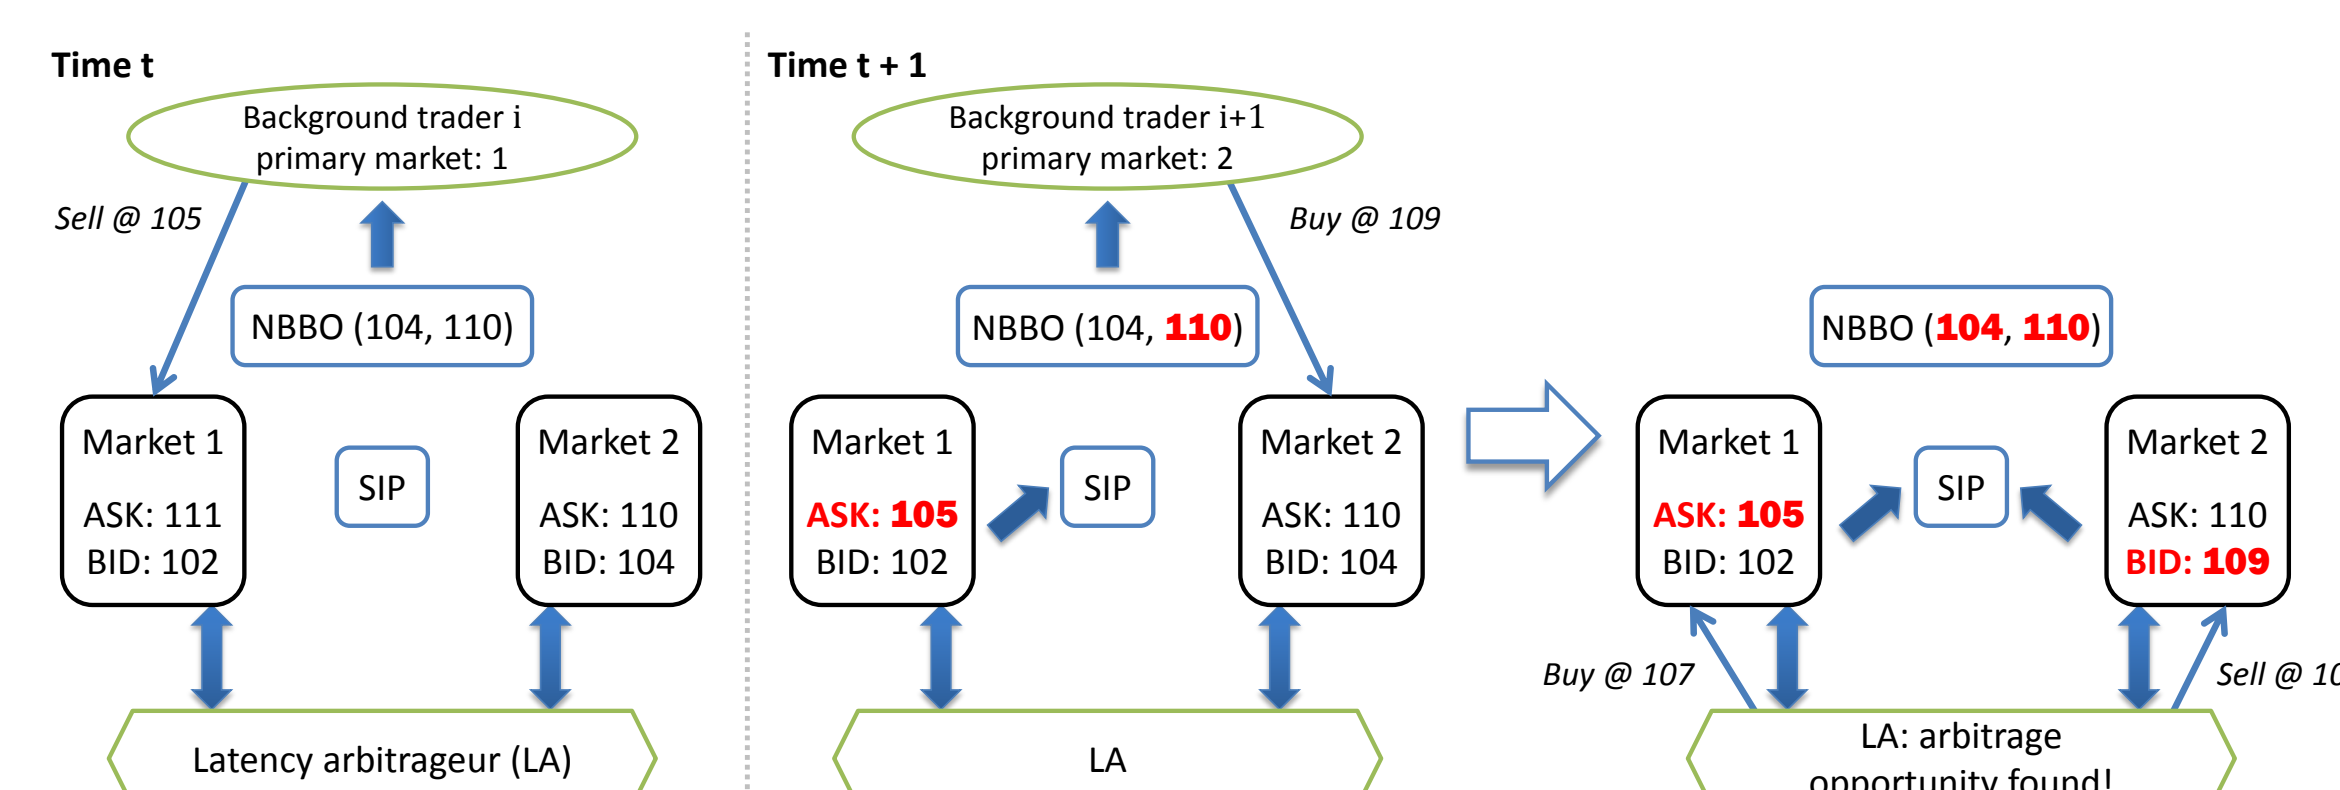 Time t
Background trader i
primary market: 1
Sell @ 105
NBBO (104, 110)
Market 1
ASK: 111
BID: 102
SIP
Market 2
ASK: 110
BID: 104
Latency arbitrageur (LA)
Time t + 1
Background trader i+1
primary market: 2
Buy @ 109
NBBO (104, 110)
Market 1
ASK: 105
BID: 102
SIP
Market 2
ASK: 110
BID: 104
LA
NBBO (104, 110)
Market 1
ASK: 105
BID: 102
SIP
Market 2
ASK: 110
BID: 109
Buy @ 107
Sell @
LA: arbitrage
opportunity found!